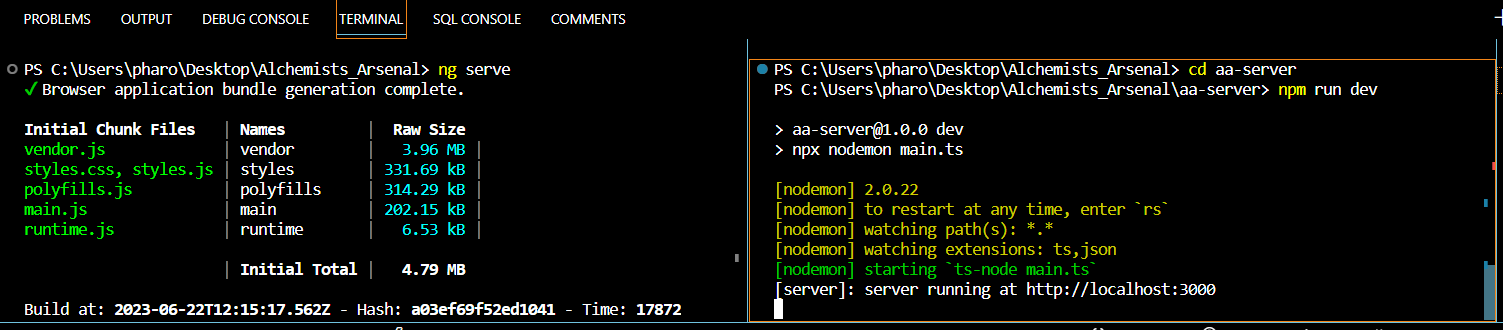 PROBLEMS OUTPUT DEBUG CONSOLE TERMINAL SQL CONSOLE COMMENTS
PS C:\Users\pharo\Desktop\Alchemists_Arsenal> ng serve
✓ Browser application bundle generation complete.
Initial Chunk Files | Names | Raw Size
vendor.js | vendor | 3.96 MB |
styles.css, styles.js | styles | 331.69 kB |
polyfills.js | polyfills | 314.29 kB |
main.js | main | 202.15 kB |
runtime.js | runtime | 6.53 kB |
| Initial Total | 4.79 MB
Build at: 2023-06-22T12:15:17.562Z - Hash: a03ef69f52ed1041 - Time: 17872
PS C:\Users\pharo\Desktop\Alchemists_Arsenal> cd aa-server
PS C:\Users\pharo\Desktop\Alchemists_Arsenal\aa-server> npm run dev
> aa-server@1.0.0 dev
> npx nodemon main.ts
[nodemon] 2.0.22
[nodemon] to restart at any time, enter `rs`
[nodemon] watching path(s): *.*
[nodemon] watching extensions: ts,json
[nodemon] starting `ts-node main.ts`
[server]: server running at http://localhost:3000